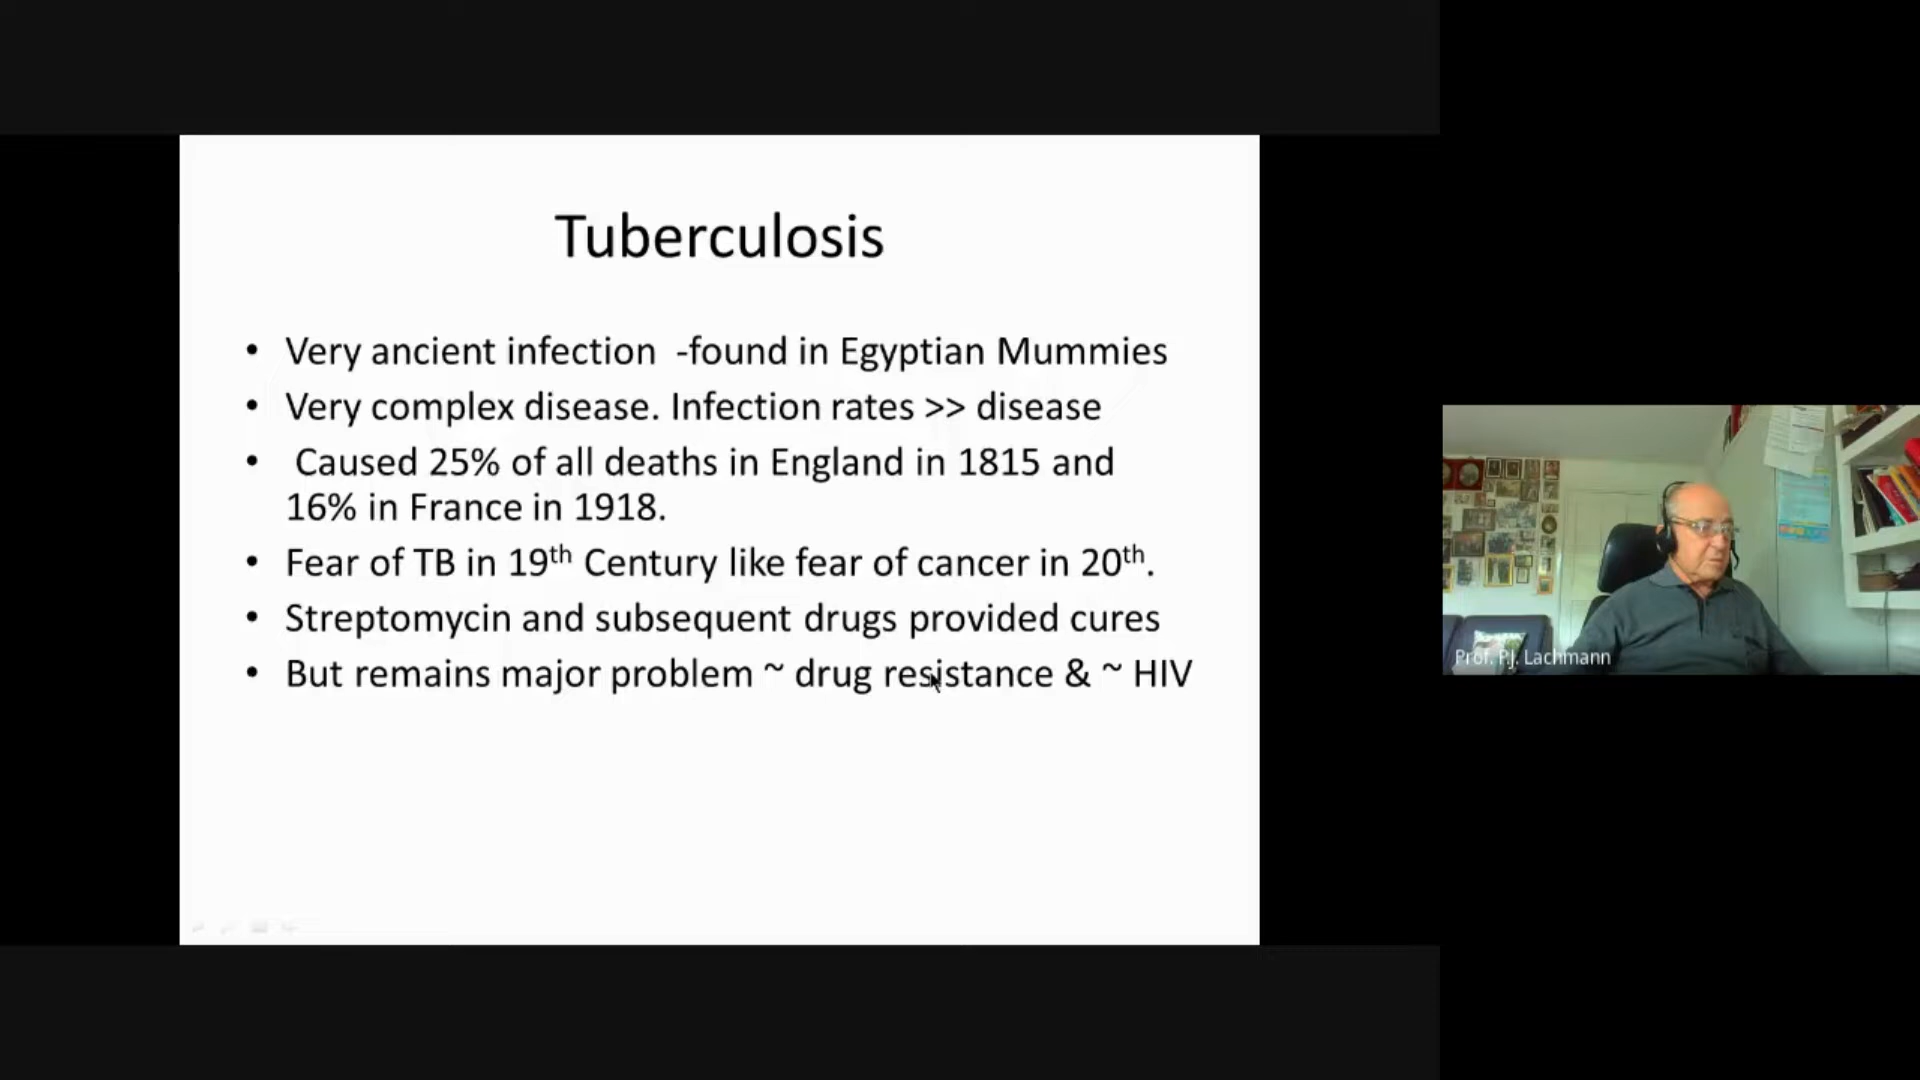 Tuberculosis
• Very ancient infection -found in Egyptian Mummies
• Very complex disease. Infection rates >> disease
• Caused 25% of all deaths in England in 1815 and
16% in France in 1918.
• Fear of TB in 19th Century like fear of cancer in 20th.
• Streptomycin and subsequent drugs provided cures
• But remains major problem ~ drug resistance & ~ HIV
Prof. P.J. Lachmann